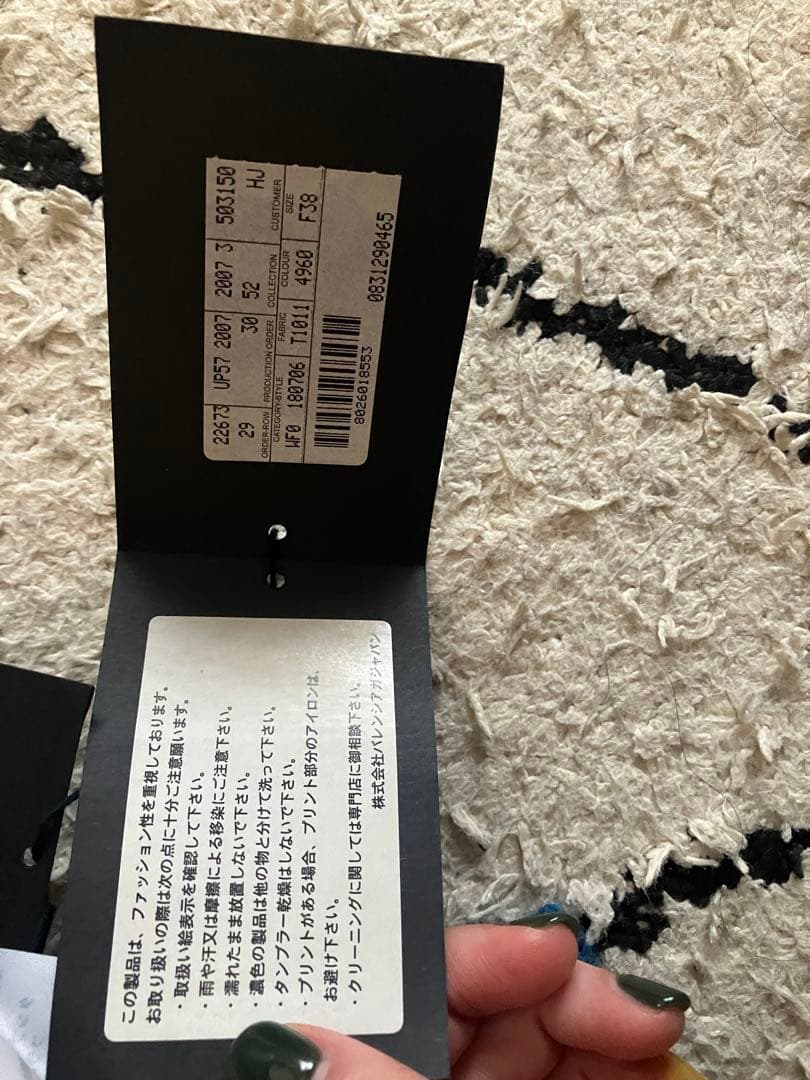 22673 UP57 2007 2007 3 503150
29 30 52 HJ
ORDER-ROW PRODUCTION ORDER COLLECTION CUSTOMER
CATEGORY-STYLE FABRIC COLOUR SIZE
WF0 180706 T1011 4960 F38
8026018553 0831290465
この製品は、ファッション性を重視しております。
お取り扱いの際は次の点に十分ご注意願います。
・取扱い絵表示を確認して下さい。
・雨や汗又は摩擦による移染にご注意下さい。
・濡れたまま放置しないで下さい。
・濃色の製品は他の物と分けて洗って下さい。
・タンブラー乾燥はしないで下さい。
・プリントがある場合、プリント部分のアイロンは、
お避け下さい。
・クリーニングに関しては専門店に御相談下さい。
株式会社バレンシアガジャパン